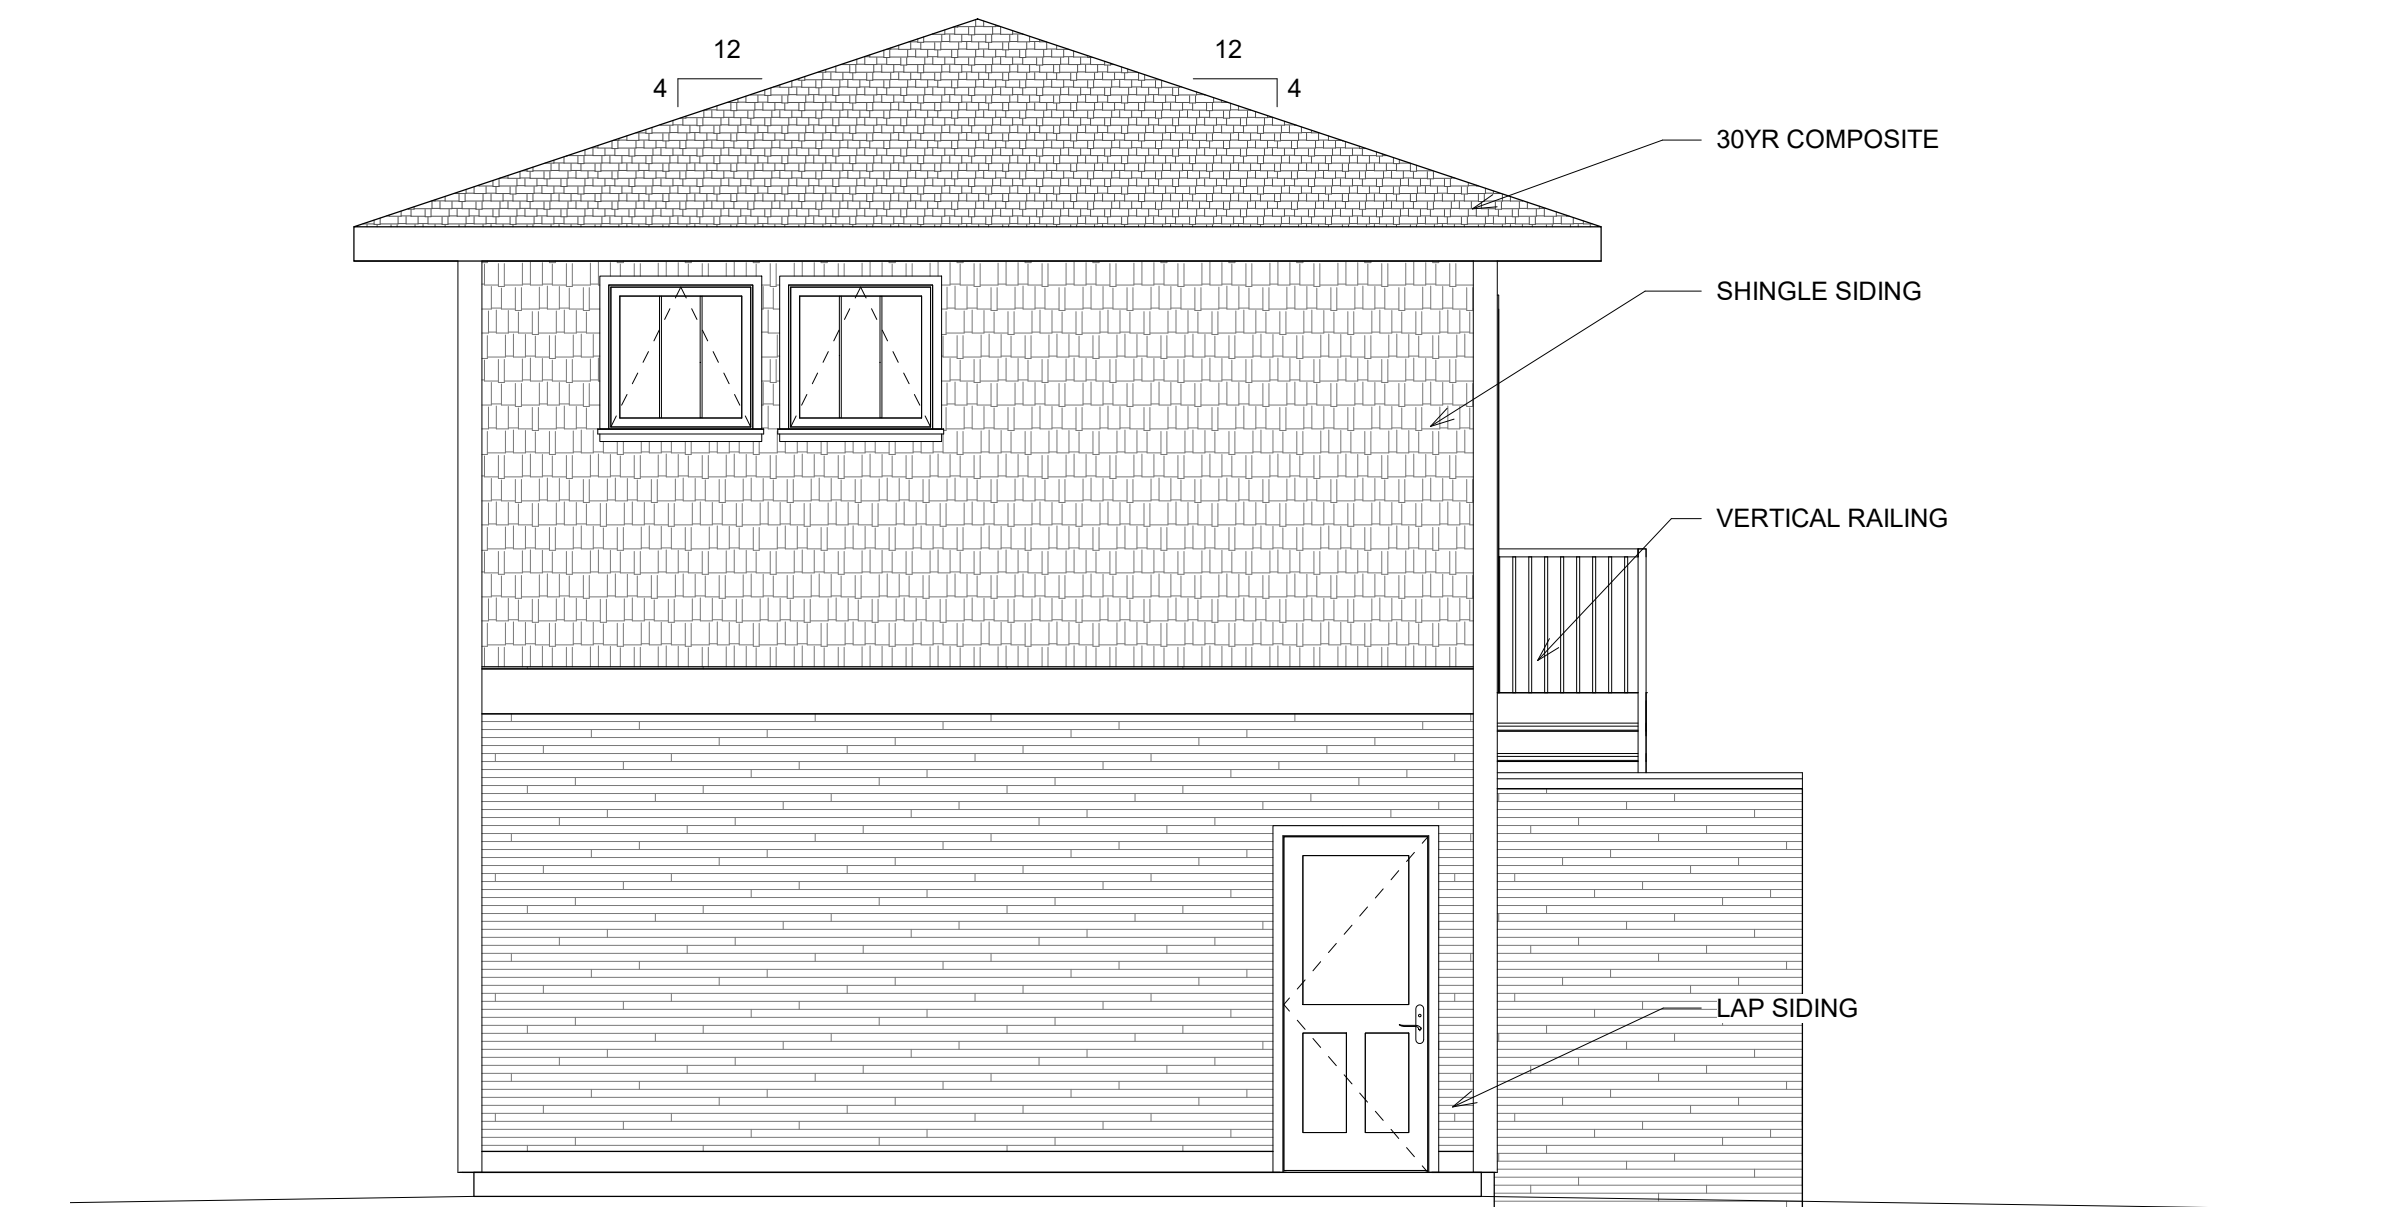 12
12
4
4
30YR COMPOSITE
SHINGLE SIDING
VERTICAL RAILING
LAP SIDING